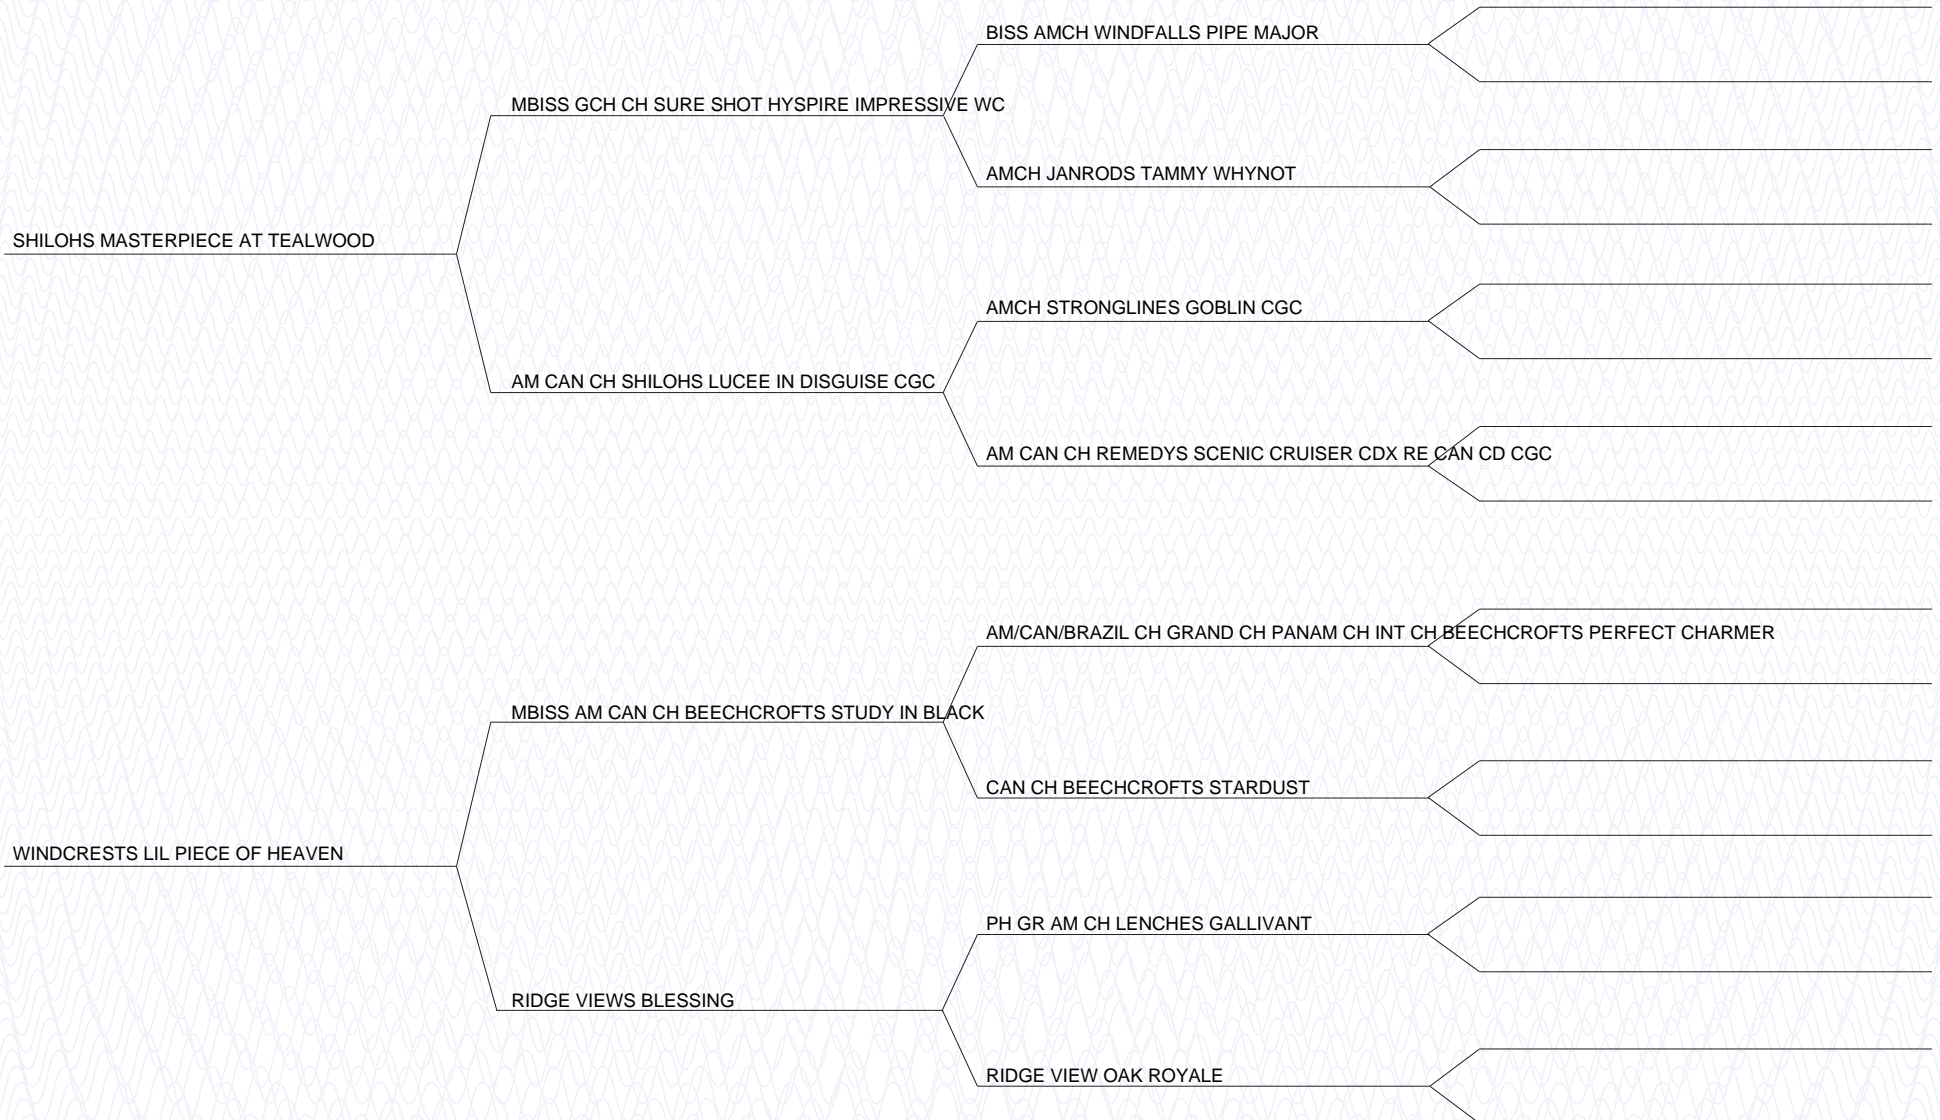 BISS AMCH WINDFALLS PIPE MAJOR
MBISS GCH CH SURE SHOT HYSPIRE IMPRESSIVE WC
AMCH JANRODS TAMMY WHYNOT
SHILOHS MASTERPIECE AT TEALWOOD
AMCH STRONGLINES GOBLIN CGC
AM CAN CH SHILOHS LUCEE IN DISGUISE CGC
AM CAN CH REMEDYS SCENIC CRUISER CDX RE CAN CD CGC
AM/CAN/BRAZIL CH GRAND CH PANAM CH INT CH BEECHCROFTS PERFECT CHARMER
MBISS AM CAN CH BEECHCROFTS STUDY IN BLACK
CAN CH BEECHCROFTS STARDUST
WINDCRESTS LIL PIECE OF HEAVEN
PH GR AM CH LENCHES GALLIVANT
RIDGE VIEWS BLESSING
RIDGE VIEW OAK ROYALE